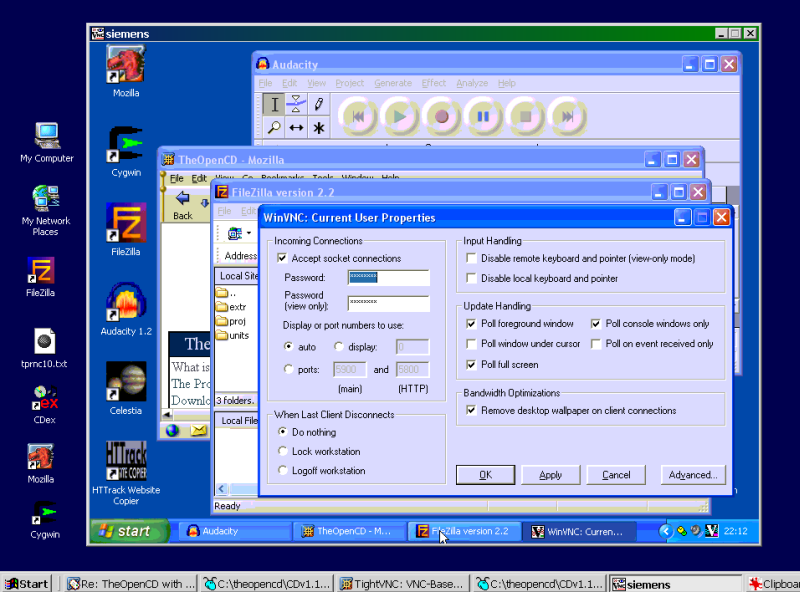 siemens
My Computer
My Network
Places
FileZilla
tprnc10.txt
CDex
Mozilla
Cygwin
Mozilla
Cygwin
FileZilla
Audacity 1.2
Celestia
HTTrack
HTTrack Website
Copier
Audacity
File Edit View Project Generate Effect Analyze Help
TheOpenCD - Mozilla
File Edit View Go Bookmarks Tools Window Help
Back
The
What is
The Pro
Downlo
FileZilla version 2.2
File Edit
Address
Local Site
..
extr
proj
units
3 folders.
Local File
Ready
WinVNC: Current User Properties
Incoming Connections
Accept socket connections
Password: xxxxxxxx
Password
(view only): xxxxxxxx
Display or port numbers to use:
auto display: 0
ports: 5900 and 5800
(main) (HTTP)
When Last Client Disconnects
Do nothing
Lock workstation
Logoff workstation
Input Handling
Disable remote keyboard and pointer (view-only mode)
Disable local keyboard and pointer
Update Handling
Poll foreground window Poll console windows only
Poll window under cursor Poll on event received only
Poll full screen
Bandwidth Optimizations
Remove desktop wallpaper on client connections
OK Apply Cancel Advanced...
start Audacity TheOpenCD - M... FileZilla version 2.2 WinVNC: Curren... 22:12
Start Re: TheOpenCD with ... C:\theopencd\CDv1.1... TightVNC: VNC-Base... C:\theopencd\CDv1.1... siemens Clipboar